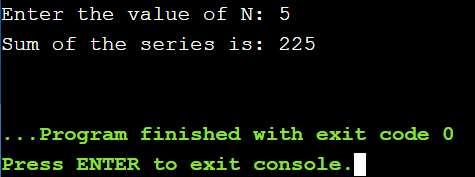 Enter the value of N: 5
Sum of the series is: 225
...Program finished with exit code 0
Press ENTER to exit console.